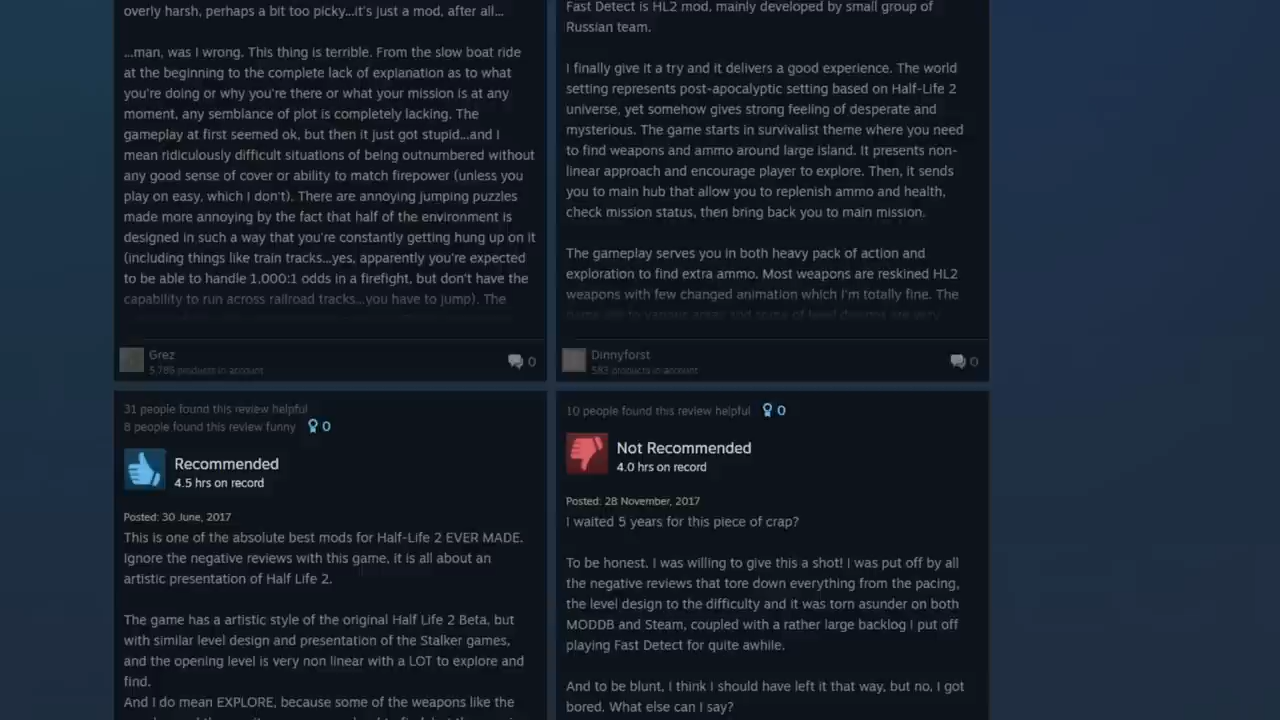 overly harsh, perhaps a bit too picky...it's just a mod, after all...
...man, was I wrong. This thing is terrible. From the slow boat ride
at the beginning to the complete lack of explanation as to what
you're doing or why you're there or what your mission is at any
moment, any semblance of plot is completely lacking. The
gameplay at first seemed ok, but then it just got stupid...and I
mean ridiculously difficult situations of being outnumbered without
any good sense of cover or ability to match firepower (unless you
play on easy, which I don't). There are annoying jumping puzzles
made more annoying by the fact that half of the environment is
designed in such a way that you're constantly getting hung up on it
(including things like train tracks...yes, apparently you're expected
to be able to handle 1,000:1 odds in a firefight, but don't have the
capability to run across railroad tracks...you have to jump). The
Grez
5,786 products in account
0
Fast Detect is HL2 mod, mainly developed by small group of
Russian team.
I finally give it a try and it delivers a good experience. The world
setting represents post-apocalyptic setting based on Half-Life 2
universe, yet somehow gives strong feeling of desperate and
mysterious. The game starts in survivalist theme where you need
to find weapons and ammo around large island. It presents non-
linear approach and encourage player to explore. Then, it sends
you to main hub that allow you to replenish ammo and health,
check mission status, then bring back you to main mission.
The gameplay serves you in both heavy pack of action and
exploration to find extra ammo. Most weapons are reskined HL2
weapons with few changed animation which I'm totally fine. The
Dinnyforst
583 products in account
0
31 people found this review helpful
8 people found this review funny 0
Recommended
4.5 hrs on record
Posted: 30 June, 2017
This is one of the absolute best mods for Half-Life 2 EVER MADE.
Ignore the negative reviews with this game, it is all about an
artistic presentation of Half Life 2.
The game has a artistic style of the original Half Life 2 Beta, but
with similar level design and presentation of the Stalker games,
and the opening level is very non linear with a LOT to explore and
find.
And I do mean EXPLORE, because some of the weapons like the
10 people found this review helpful 0
Not Recommended
4.0 hrs on record
Posted: 28 November, 2017
I waited 5 years for this piece of crap?
To be honest, I was willing to give this a shot! I was put off by all
the negative reviews that tore down everything from the pacing,
the level design to the difficulty and it was torn asunder on both
MODDB and Steam, coupled with a rather large backlog I put off
playing Fast Detect for quite awhile.
And to be blunt, I think I should have left it that way, but no, I got
bored. What else can I say?